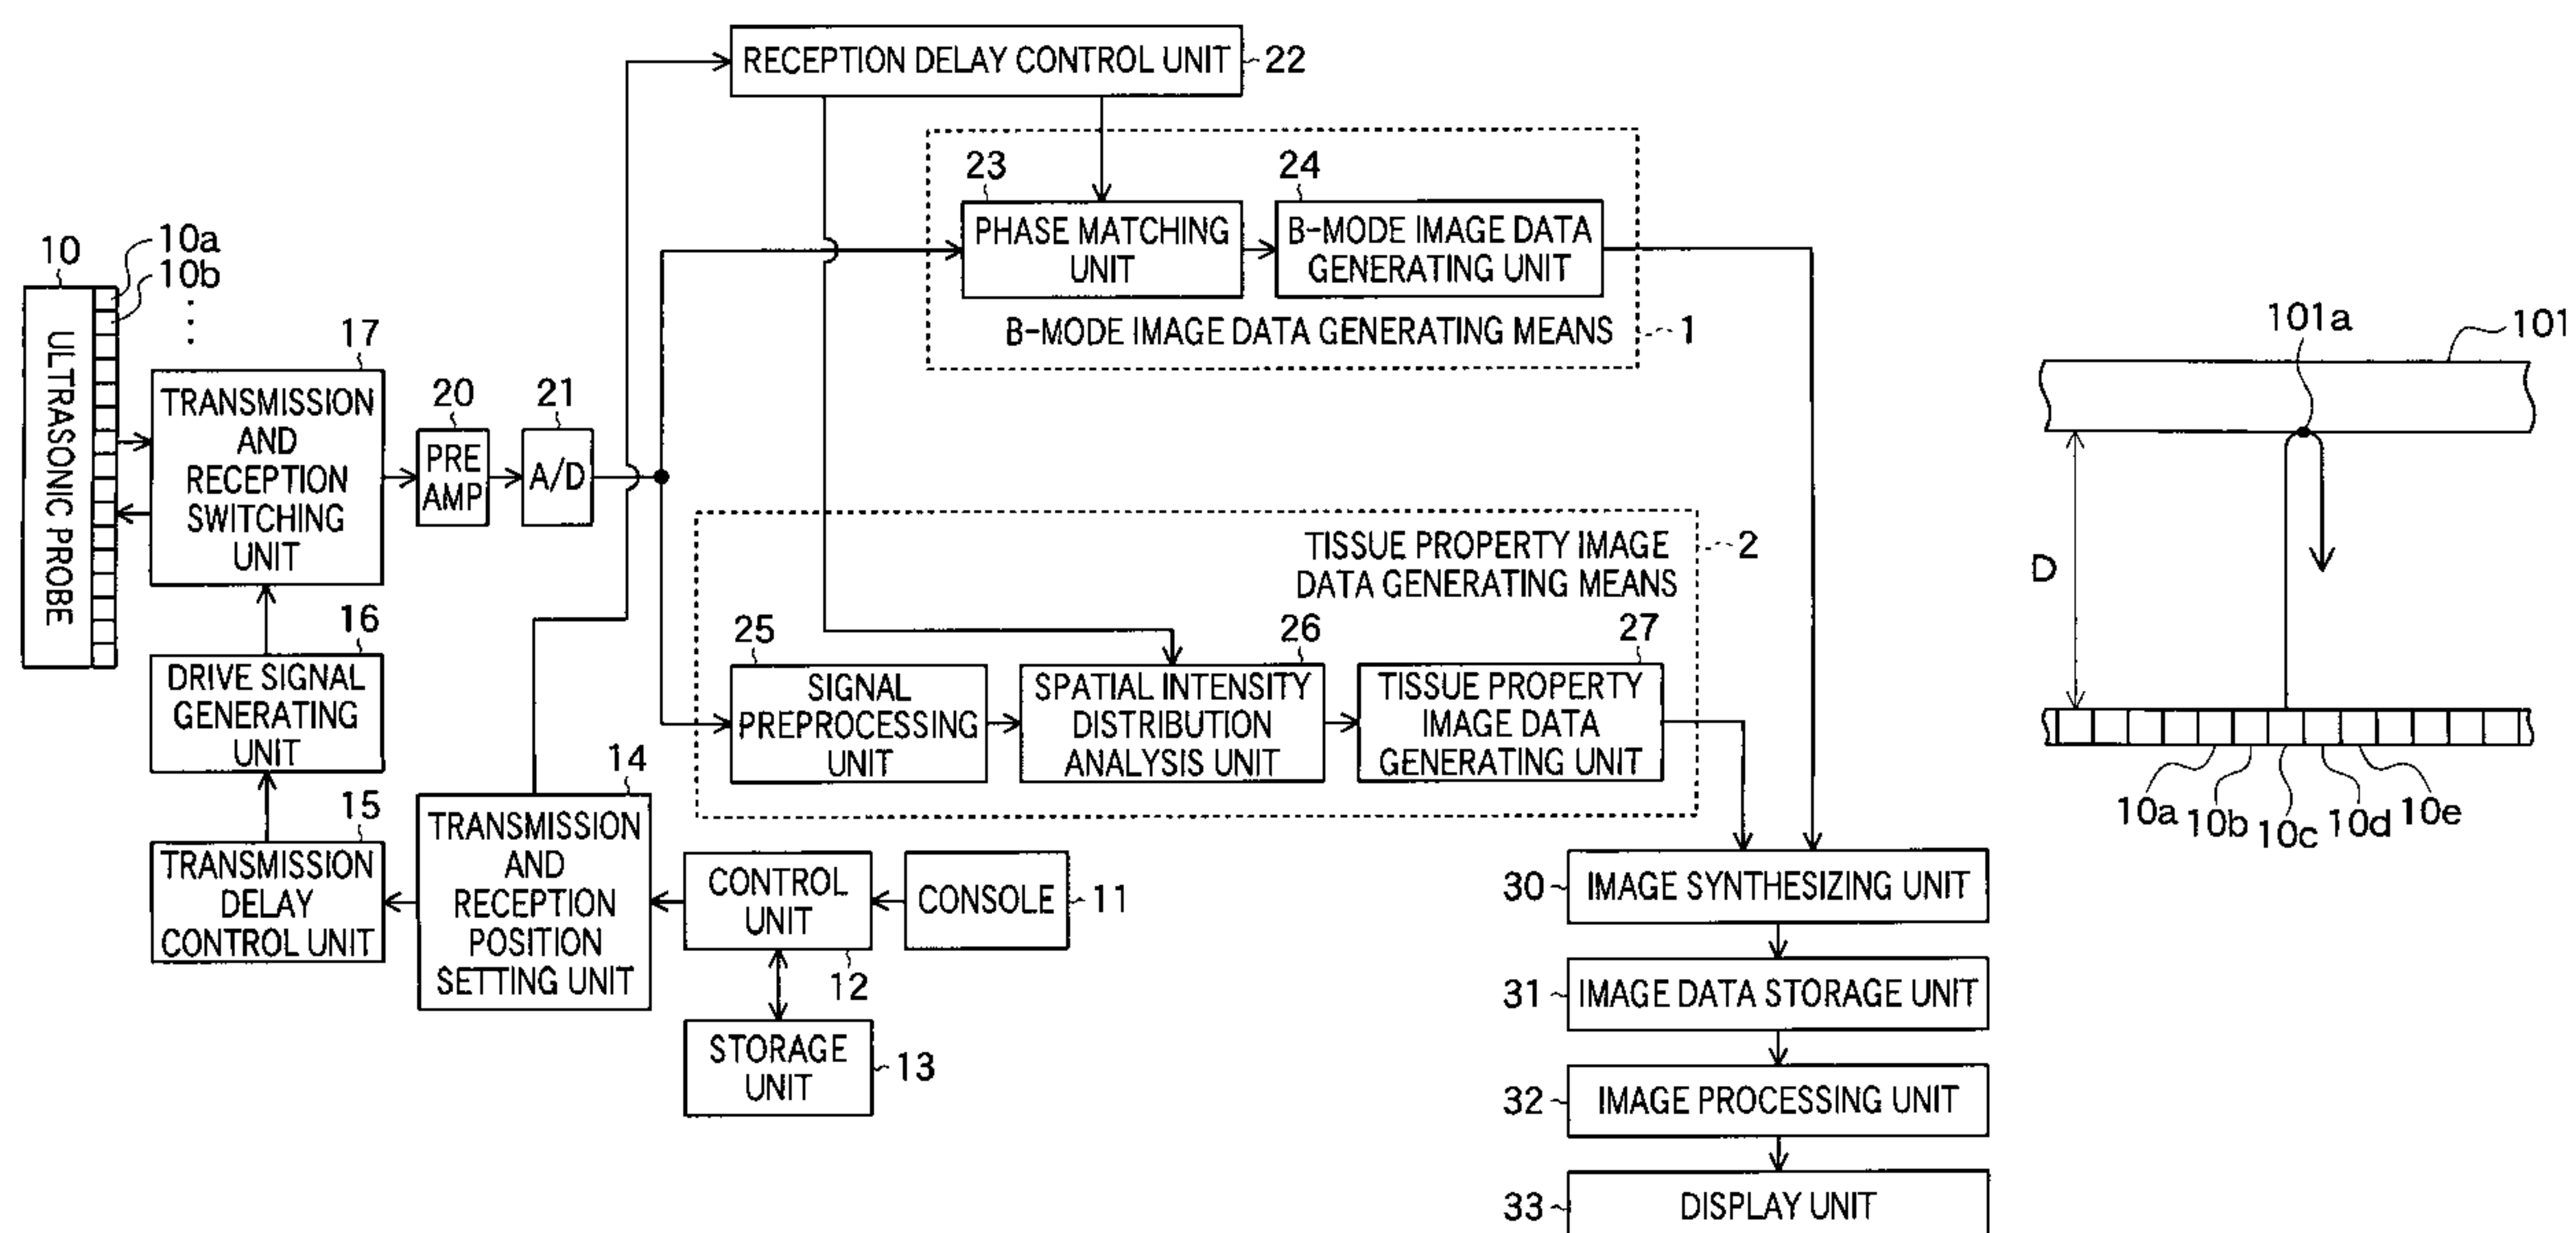 RECEPTION DELAY CONTROL UNIT
22
23
24
PHASE MATCHING
UNIT
B-MODE IMAGE DATA
GENERATING UNIT
B-MODE IMAGE DATA GENERATING MEANS
1
10
10a
10b
ULTRASONIC PROBE
17
TRANSMISSION
AND
RECEPTION
SWITCHING
UNIT
20
PRE
AMP
21
A/D
TISSUE PROPERTY IMAGE
DATA GENERATING MEANS
2
16
DRIVE SIGNAL
GENERATING
UNIT
25
SIGNAL
PREPROCESSING
UNIT
26
SPATIAL INTENSITY
DISTRIBUTION
ANALYSIS UNIT
27
TISSUE PROPERTY
IMAGE DATA
GENERATING UNIT
15
TRANSMISSION
DELAY
CONTROL UNIT
14
TRANSMISSION
AND
RECEPTION
POSITION
SETTING UNIT
CONTROL
UNIT
12
CONSOLE
11
STORAGE
UNIT
13
30
IMAGE SYNTHESIZING UNIT
31
IMAGE DATA STORAGE UNIT
32
IMAGE PROCESSING UNIT
33
DISPLAY UNIT
101a
101
D
10a
10b
10c
10d
10e